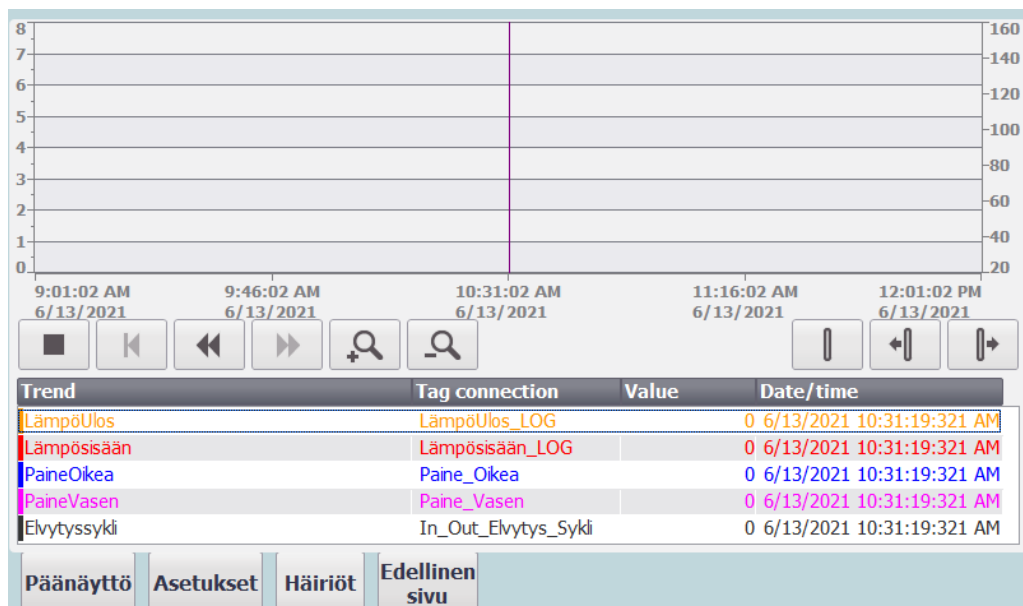 8
160
7
140
6
120
5
100
4
80
3
60
2
40
1
20
0
9:01:02 AM 9:46:02 AM 10:31:02 AM 11:16:02 AM 12:01:02 PM
6/13/2021 6/13/2021 6/13/2021 6/13/2021 6/13/2021
Trend Tag connection Value Date/time
LämpöUlos LämpöUlos_LOG 0 6/13/2021 10:31:19:321 AM
Lämpösisään Lämpösisään_LOG 0 6/13/2021 10:31:19:321 AM
PaineOikea Paine_Oikea 0 6/13/2021 10:31:19:321 AM
PaineVasen Paine_Vasen 0 6/13/2021 10:31:19:321 AM
Elvytyssykli In_Out_Elvytys_Sykli 0 6/13/2021 10:31:19:321 AM
Päänäyttö Asetukset Häiriöt Edellinen
sivu